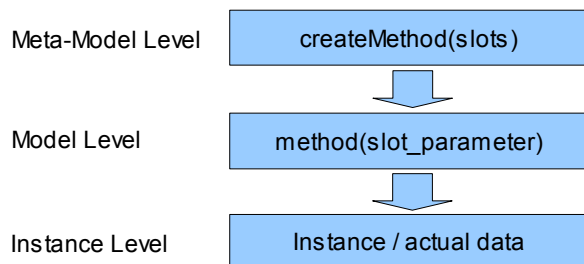 Meta-Model Level createMethod(slots)
Model Level method(slot_parameter)
Instance Level Instance / actual data